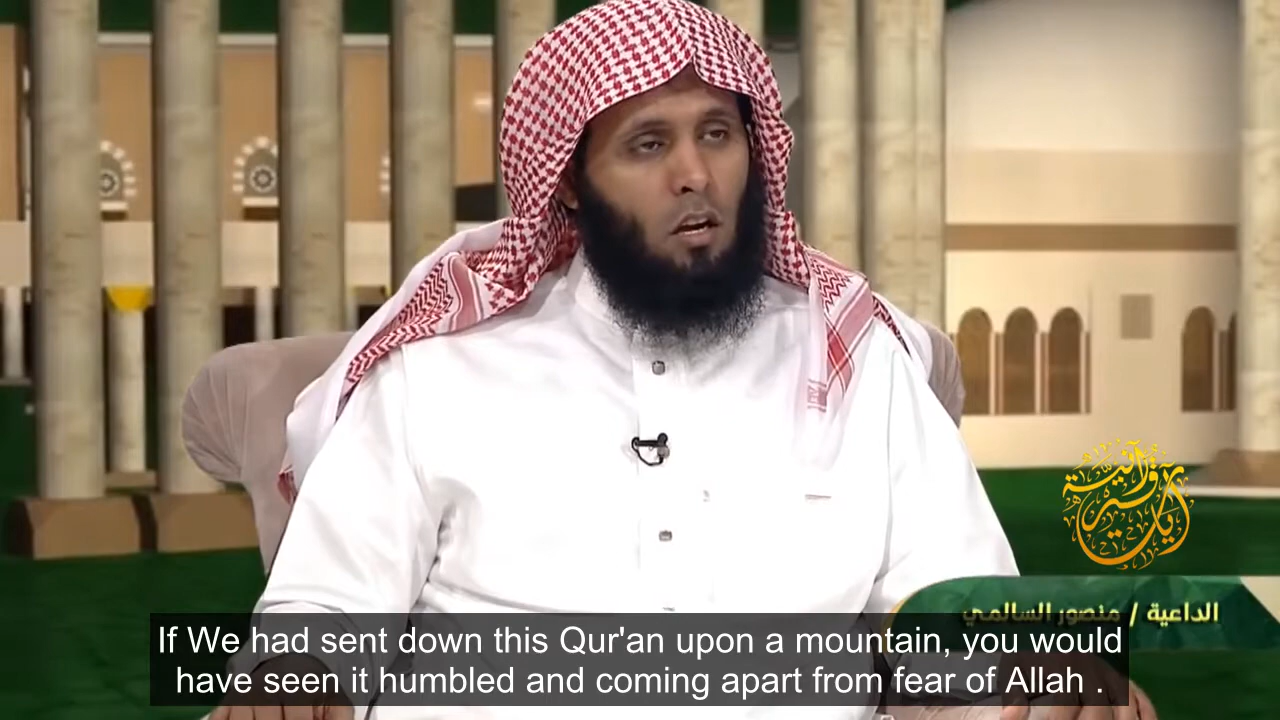 الداعية / منصور السالمي
If We had sent down this Qur'an upon a mountain, you would
have seen it humbled and coming apart from fear of Allah .